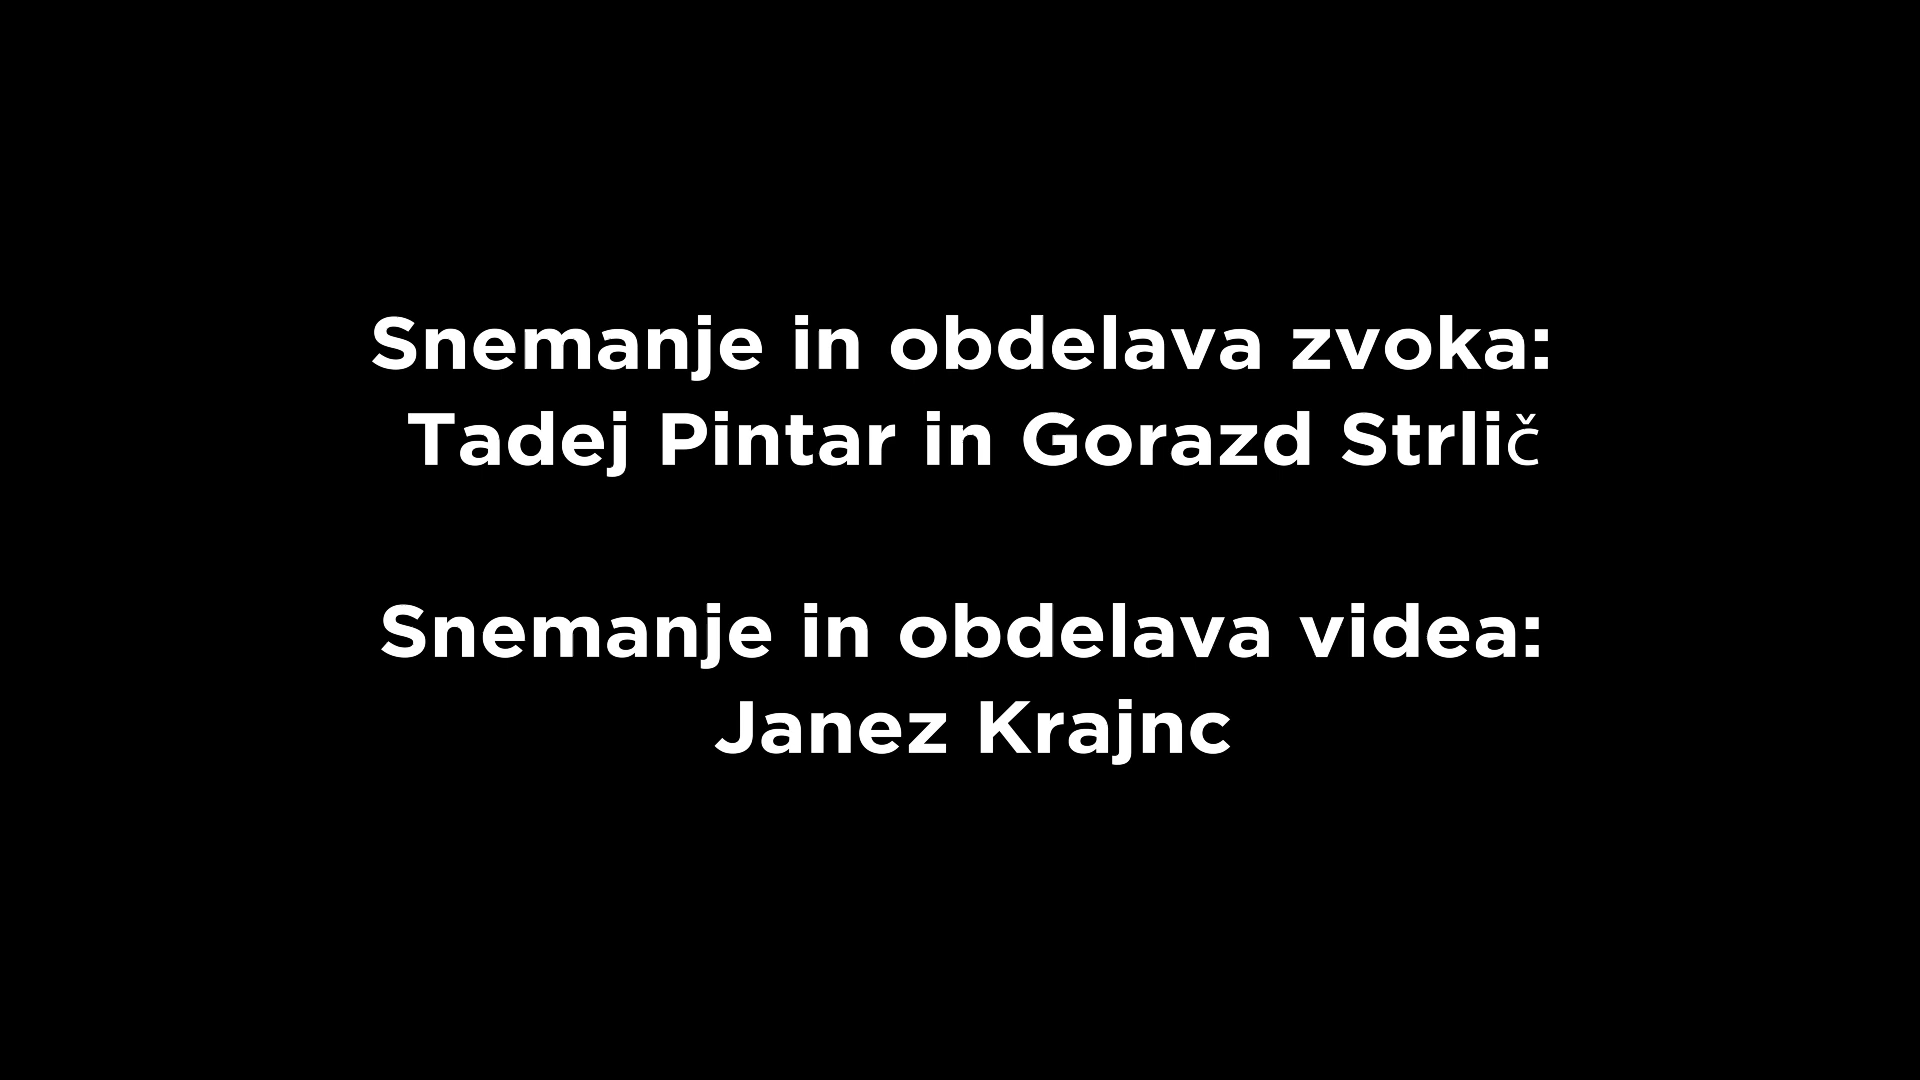 Snemanje in obdelava zvoka:
Tadej Pintar in Gorazd Strlič
Snemanje in obdelava videa:
Janez Krajnc